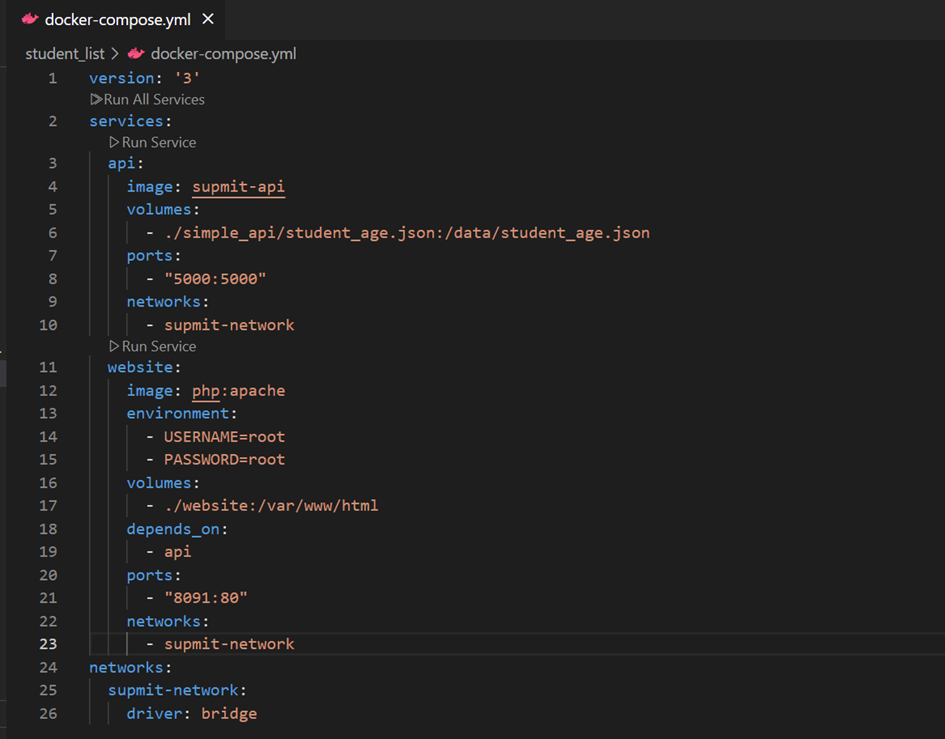 docker-compose.yml ×
student_list > docker-compose.yml
1 version: '3'
Run All Services
2 services:
Run Service
3 api:
4 image: supmit-api
5 volumes:
6 - ./simple_api/student_age.json:/data/student_age.json
7 ports:
8 - "5000:5000"
9 networks:
10 - supmit-network
Run Service
11 website:
12 image: php:apache
13 environment:
14 - USERNAME=root
15 - PASSWORD=root
16 volumes:
17 - ./website:/var/www/html
18 depends_on:
19 - api
20 ports:
21 - "8091:80"
22 networks:
23 - supmit-network
24 networks:
25 supmit-network:
26 driver: bridge